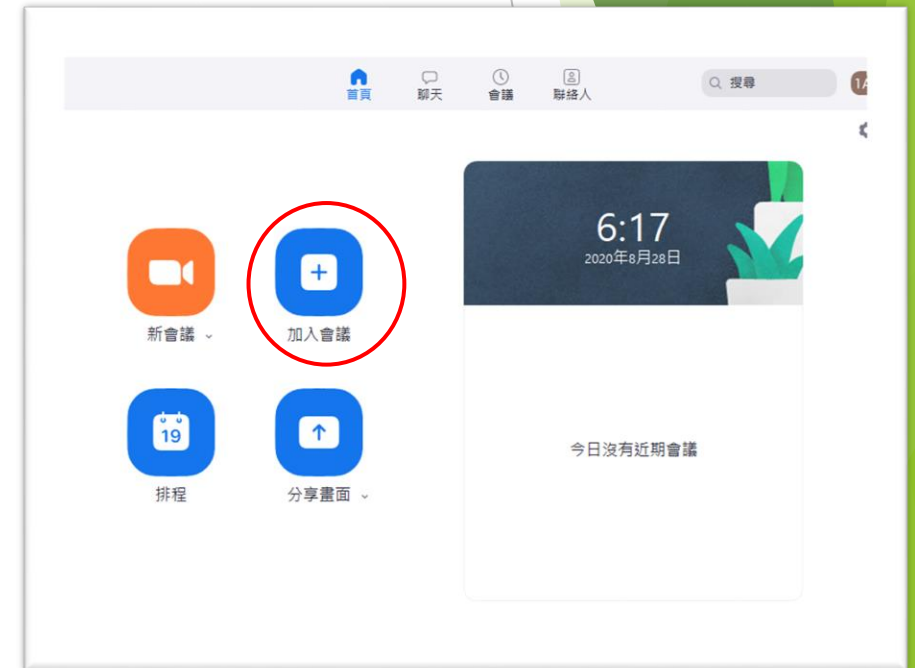 首頁
聊天
會議
聯絡人
搜尋
1A
6:17
2020年8月28日
新會議
加入會議
19
排程
分享畫面
今日沒有近期會議